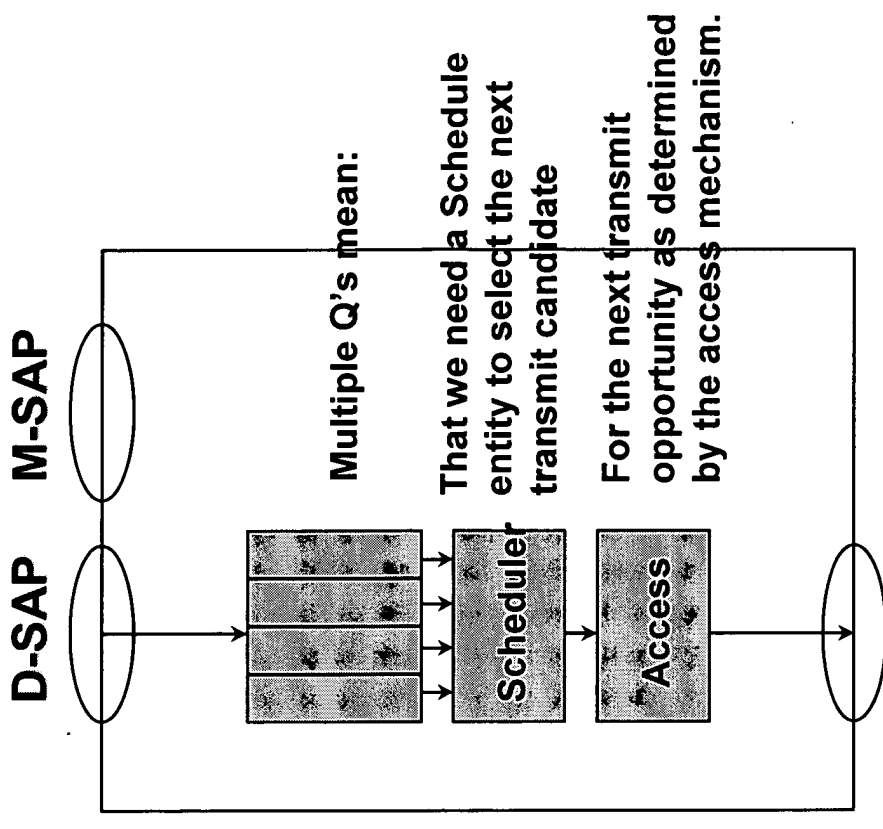 D-SAP
M-SAP
Multiple Q's mean:
That we need a Schedule
entity to select the next
transmit candidate
For the next transmit
opportunity as determined
by the access mechanism.
Scheduler
Access